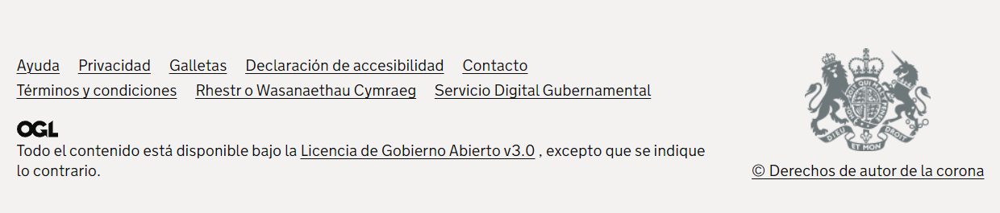 Ayuda Privacidad Galletas Declaración de accesibilidad Contacto
Términos y condiciones Rhestr o Wasanaethau Cymraeg Servicio Digital Gubernamental
OGL
Todo el contenido está disponible bajo la Licencia de Gobierno Abierto v3.0 , excepto que se indique
lo contrario.
DIEU ET MON DROIT
© Derechos de autor de la corona